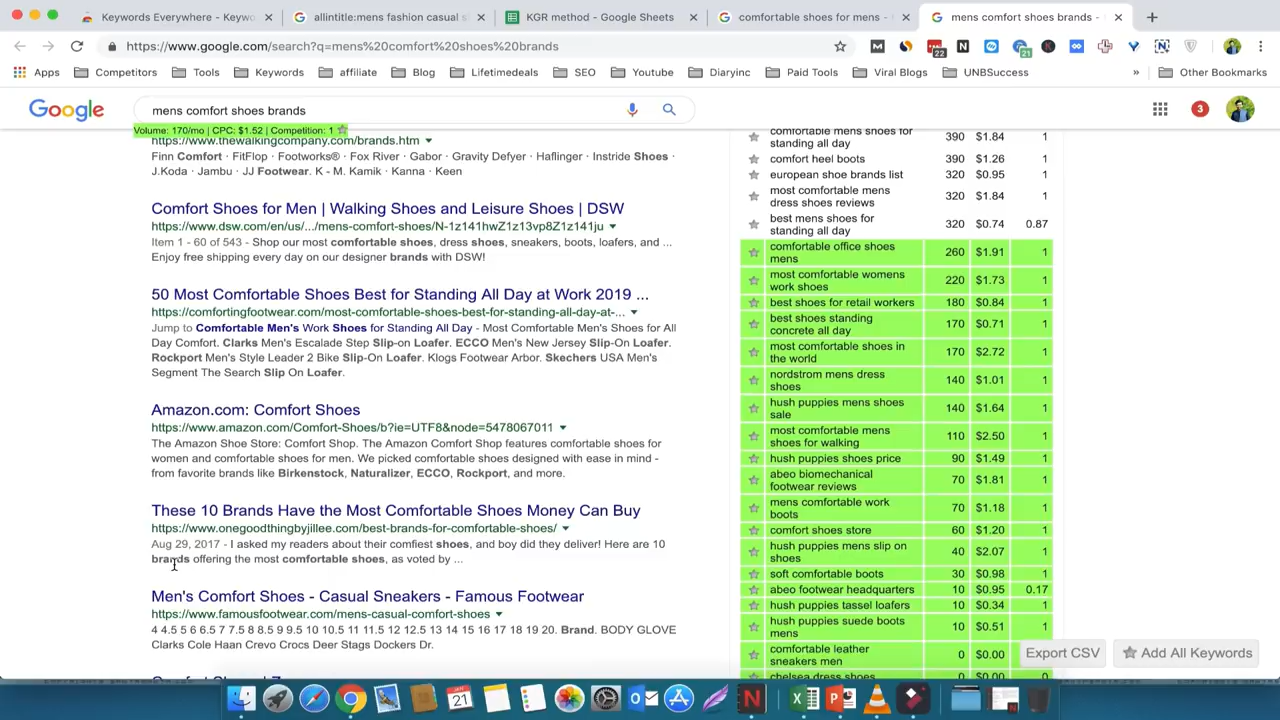 Keywords Everywhere - Keywo
allintitle:mens fashion casual s
KGR method - Google Sheets
comfortable shoes for men -
mens comfort shoes brands -
https://www.google.com/search?q=mens%20comfort%20shoes%20brands
22
21
Apps
Competitors
Tools
Keywords
affiliate
Blog
Lifetimedeals
SEO
Youtube
Diaryinc
Paid Tools
Viral Blogs
UNBSuccess
»
Other Bookmarks
Google
mens comfort shoes brands
3
Volume: 170/mo | CPC: $1.52 | Competition: 1
https://www.thewalkingcompany.com/brands.htm
Finn Comfort · FitFlop · Footworks® · Fox River · Gabor · Gravity Defyer · Haflinger · Instride Shoes ·
J.Koda · Jambu · JJ Footwear. K - M. Kamik · Kanna · Keen
Comfort Shoes for Men | Walking Shoes and Leisure Shoes | DSW
https://www.dsw.com/en/us/.../mens-comfort-shoes/N-1z141hwZ1z13vp8Z1z141ju
Item 1 - 60 of 543 - Shop our most comfortable shoes, dress shoes, sneakers, boots, loafers, and ...
Enjoy free shipping every day on our designer brands with DSW!
50 Most Comfortable Shoes Best for Standing All Day at Work 2019 ...
https://comfortingfootwear.com/most-comfortable-shoes-best-for-standing-all-day-at-...
Jump to Comfortable Men's Work Shoes for Standing All Day - Most Comfortable Men's Shoes for All
Day Comfort. Clarks Men's Escalade Step Slip-on Loafer. ECCO Men's New Jersey Slip-On Loafer.
Rockport Men's Style Leader 2 Bike Slip-On Loafer. Klogs Footwear Arbor. Skechers USA Men's
Segment The Search Slip On Loafer.
Amazon.com: Comfort Shoes
https://www.amazon.com/Comfort-Shoes/b?ie=UTF8&node=5478067011
The Amazon Shoe Store: Comfort Shop. The Amazon Comfort Shop features comfortable shoes for
women and comfortable shoes for men. We picked comfortable shoes designed with ease in mind -
from favorite brands like Birkenstock, Naturalizer, ECCO, Rockport, and more.
These 10 Brands Have the Most Comfortable Shoes Money Can Buy
https://www.onegoodthingbyjillee.com/best-brands-for-comfortable-shoes/
Aug 29, 2017 - I asked my readers about their comfiest shoes, and boy did they deliver! Here are 10
brands offering the most comfortable shoes, as voted by ...
Men's Comfort Shoes - Casual Sneakers - Famous Footwear
https://www.famousfootwear.com/mens-casual-comfort-shoes
4 4.5 5 6 6.5 7 7.5 8 8.5 9 9.5 10 10.5 11 11.5 12 12.5 13 14 15 16 17 18 19 20. Brand. BODY GLOVE
Clarks Cole Haan Crevo Crocs Deer Stags Dockers Dr.
comfortable mens shoes for
standing all day 390 $1.84 1
comfort heel boots 390 $1.26 1
european shoe brands list 320 $0.95 1
most comfortable mens
dress shoes reviews 320 $1.84 1
best mens shoes for
standing all day 320 $0.74 0.87
comfortable office shoes
mens 260 $1.91 1
most comfortable womens
work shoes 220 $1.73 1
best shoes for retail workers 180 $0.84 1
best shoes standing
concrete all day 170 $0.71 1
most comfortable shoes in
the world 170 $2.72 1
nordstrom mens dress
shoes 140 $1.01 1
hush puppies mens shoes
sale 140 $1.64 1
most comfortable mens
shoes for walking 110 $2.50 1
hush puppies shoes price 90 $1.49 1
abeo biomechanical
footwear reviews 70 $1.81 1
mens comfortable work
boots 70 $1.18 1
comfort shoes store 60 $1.20 1
hush puppies mens slip on
shoes 40 $2.07 1
soft comfortable boots 30 $0.98 1
abeo footwear headquarters 10 $0.95 0.17
hush puppies tassel loafers 10 $0.34 1
hush puppies suede boots
mens 10 $0.51 1
comfortable leather
sneakers men 0 $0.00
chelsea dress shoes 0 $0.00 0
Export CSV
Add All Keywords